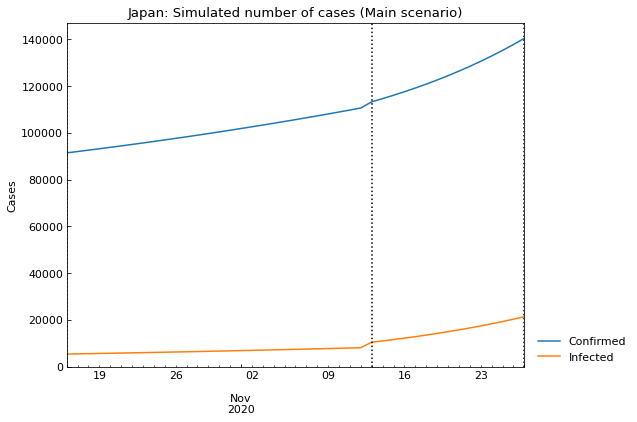 Japan: Simulated number of cases (Main scenario)
140000
120000
100000
80000
60000
40000
20000
0
Cases
19 26 02 09 16 23
Nov
2020
Confirmed
Infected